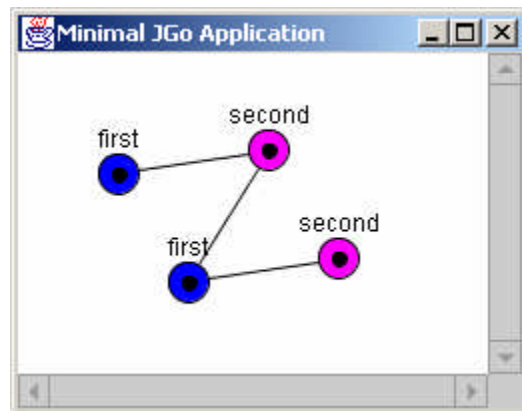 Minimal JGo Application
second
first
second
first